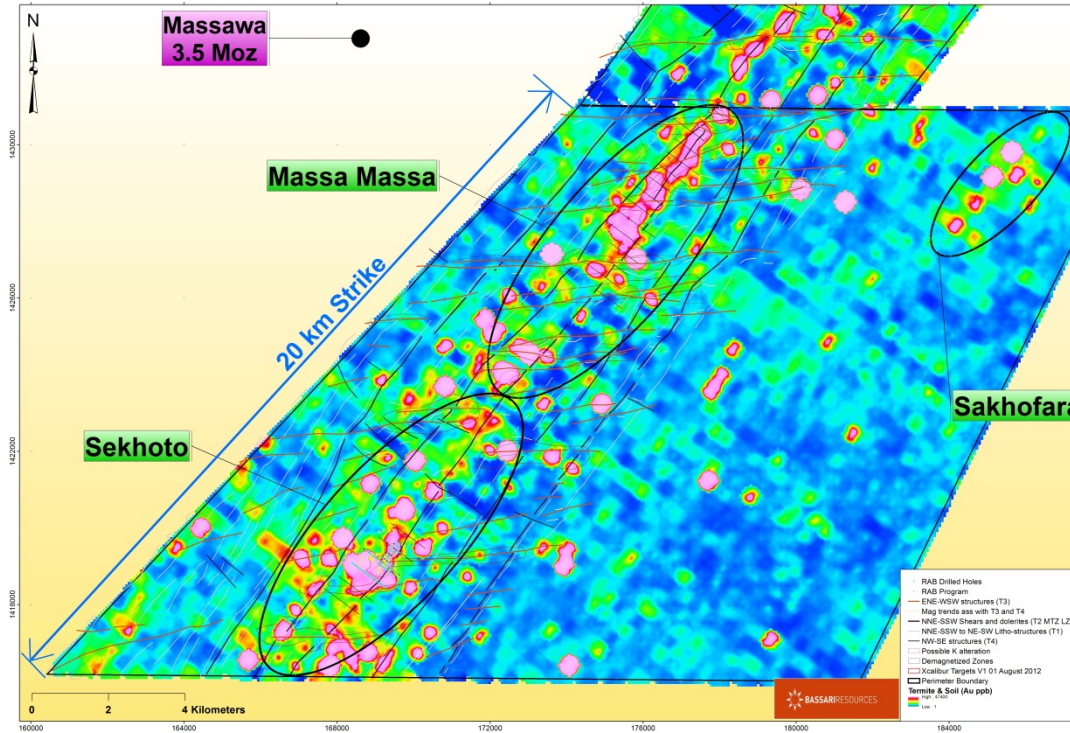 N
Massawa
3.5 Moz
1430000
Massa Massa
20 km Strike
1426000
Sakhofara
Sekhoto
1422000
1418000
RAB Drilled Holes
RAB Program
ENE-WSW structures (T3)
Mag trends ass with T3 and T4
NNE-SSW Shears and dolerites (T2 MTZ LZ
NNE-SSW to NE-SW Litho-structures (T1)
NW-SE structures (T4)
Possible K alteration
Demagnetized Zones
Xcalibur Targets V1 01 August 2012
Perimeter Boundary
Termite & Soil (Au ppb)
High : 47400
Low : 1
BASSARI RESOURCES
0 2 4 Kilometers
160000 164000 168000 172000 176000 180000 184000